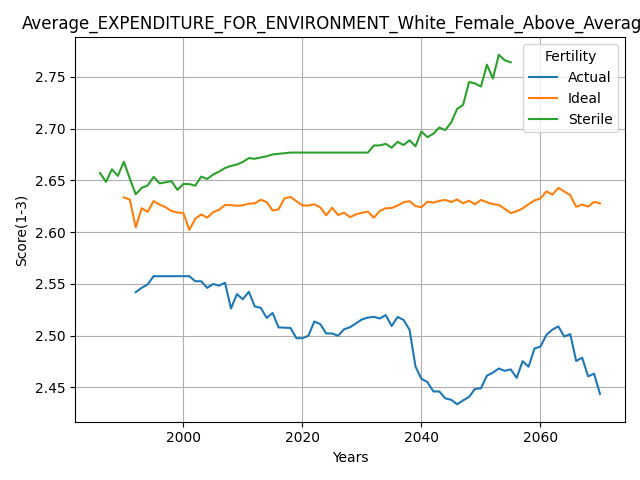 Average_EXPENDITURE_FOR_ENVIRONMENT_White_Female_Above_Averag
Fertility
Actual
Ideal
Sterile
Score(1-3)
2.75
2.70
2.65
2.60
2.55
2.50
2.45
2000
2020
2040
2060
Years